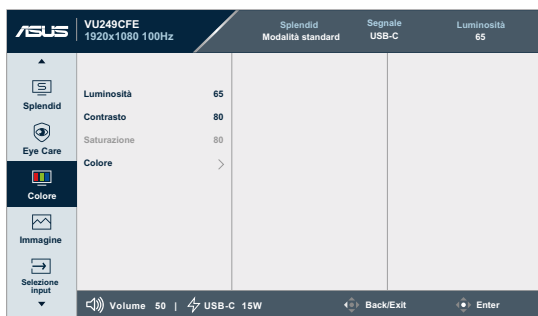 ASUS
VU249CFE
1920x1080 100Hz
Splendid
Modalità standard
Segnale
USB-C
Luminosità
65
Splendid
Eye Care
Colore
Immagine
Selezione
input
Luminosità 65
Contrasto 80
Saturazione 80
Colore >
Volume 50 | USB-C 15W Back/Exit Enter